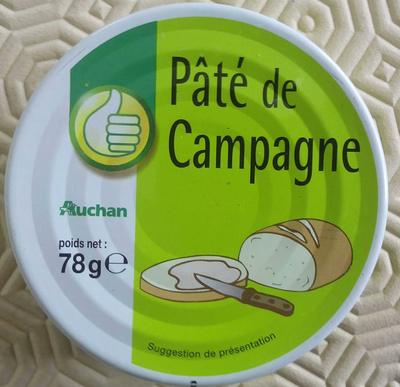 Pâté de
Campagne
Auchan
poids net :
78g℮
Suggestion de présentation